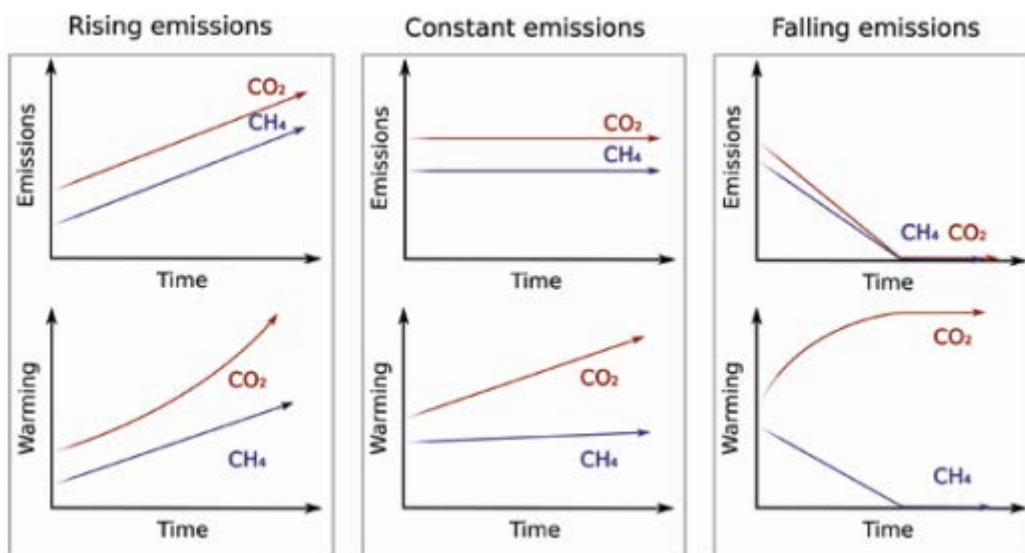 Rising emissions
Constant emissions
Falling emissions
Emissions
CO₂
CH₄
Time
Emissions
CO₂
CH₄
Time
Emissions
CH₄ CO₂
Time
Warming
CO₂
CH₄
Time
Warming
CO₂
CH₄
Time
Warming
CO₂
CH₄
Time